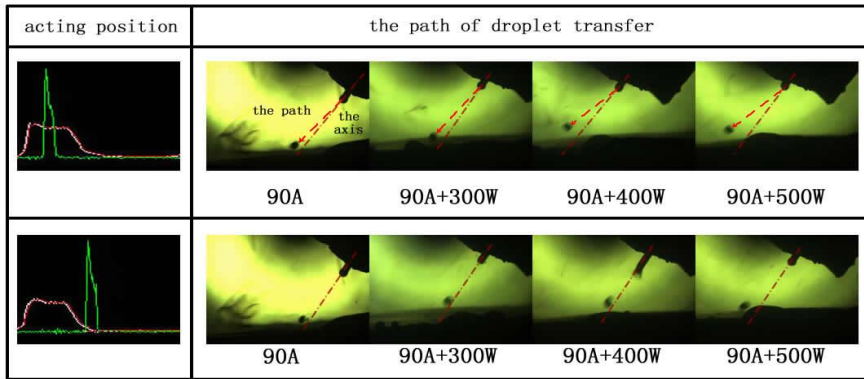 acting position
the path of droplet transfer
the path
the
axis
90A
90A+300W
90A+400W
90A+500W
90A
90A+300W
90A+400W
90A+500W